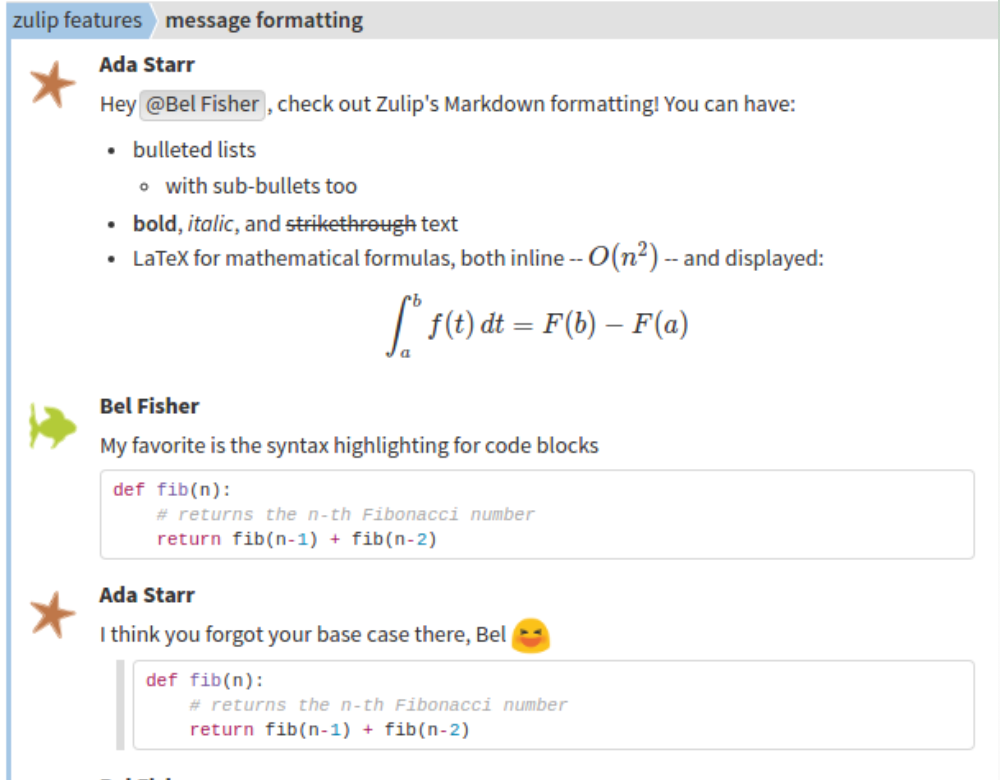 zulip features message formatting
Ada Starr
Hey @Bel Fisher , check out Zulip's Markdown formatting! You can have:
• bulleted lists
◦ with sub-bullets too
• bold, italic, and strikethrough text
• LaTeX for mathematical formulas, both inline -- O(n²) -- and displayed:
∫ₐᵇ f(t) dt = F(b) − F(a)
Bel Fisher
My favorite is the syntax highlighting for code blocks
def fib(n):
    # returns the n-th Fibonacci number
    return fib(n-1) + fib(n-2)
Ada Starr
I think you forgot your base case there, Bel 😆
def fib(n):
    # returns the n-th Fibonacci number
    return fib(n-1) + fib(n-2)